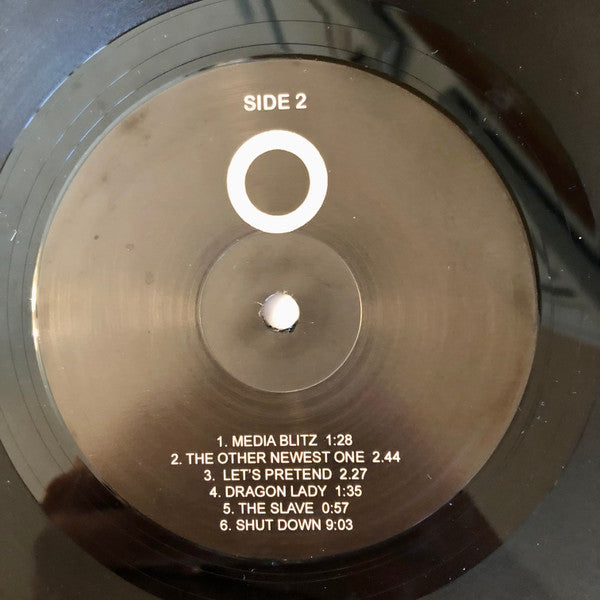 SIDE 2
1. MEDIA BLITZ 1:28
2. THE OTHER NEWEST ONE 2.44
3. LET'S PRETEND 2.27
4. DRAGON LADY 1:35
5. THE SLAVE 0:57
6. SHUT DOWN 9:03